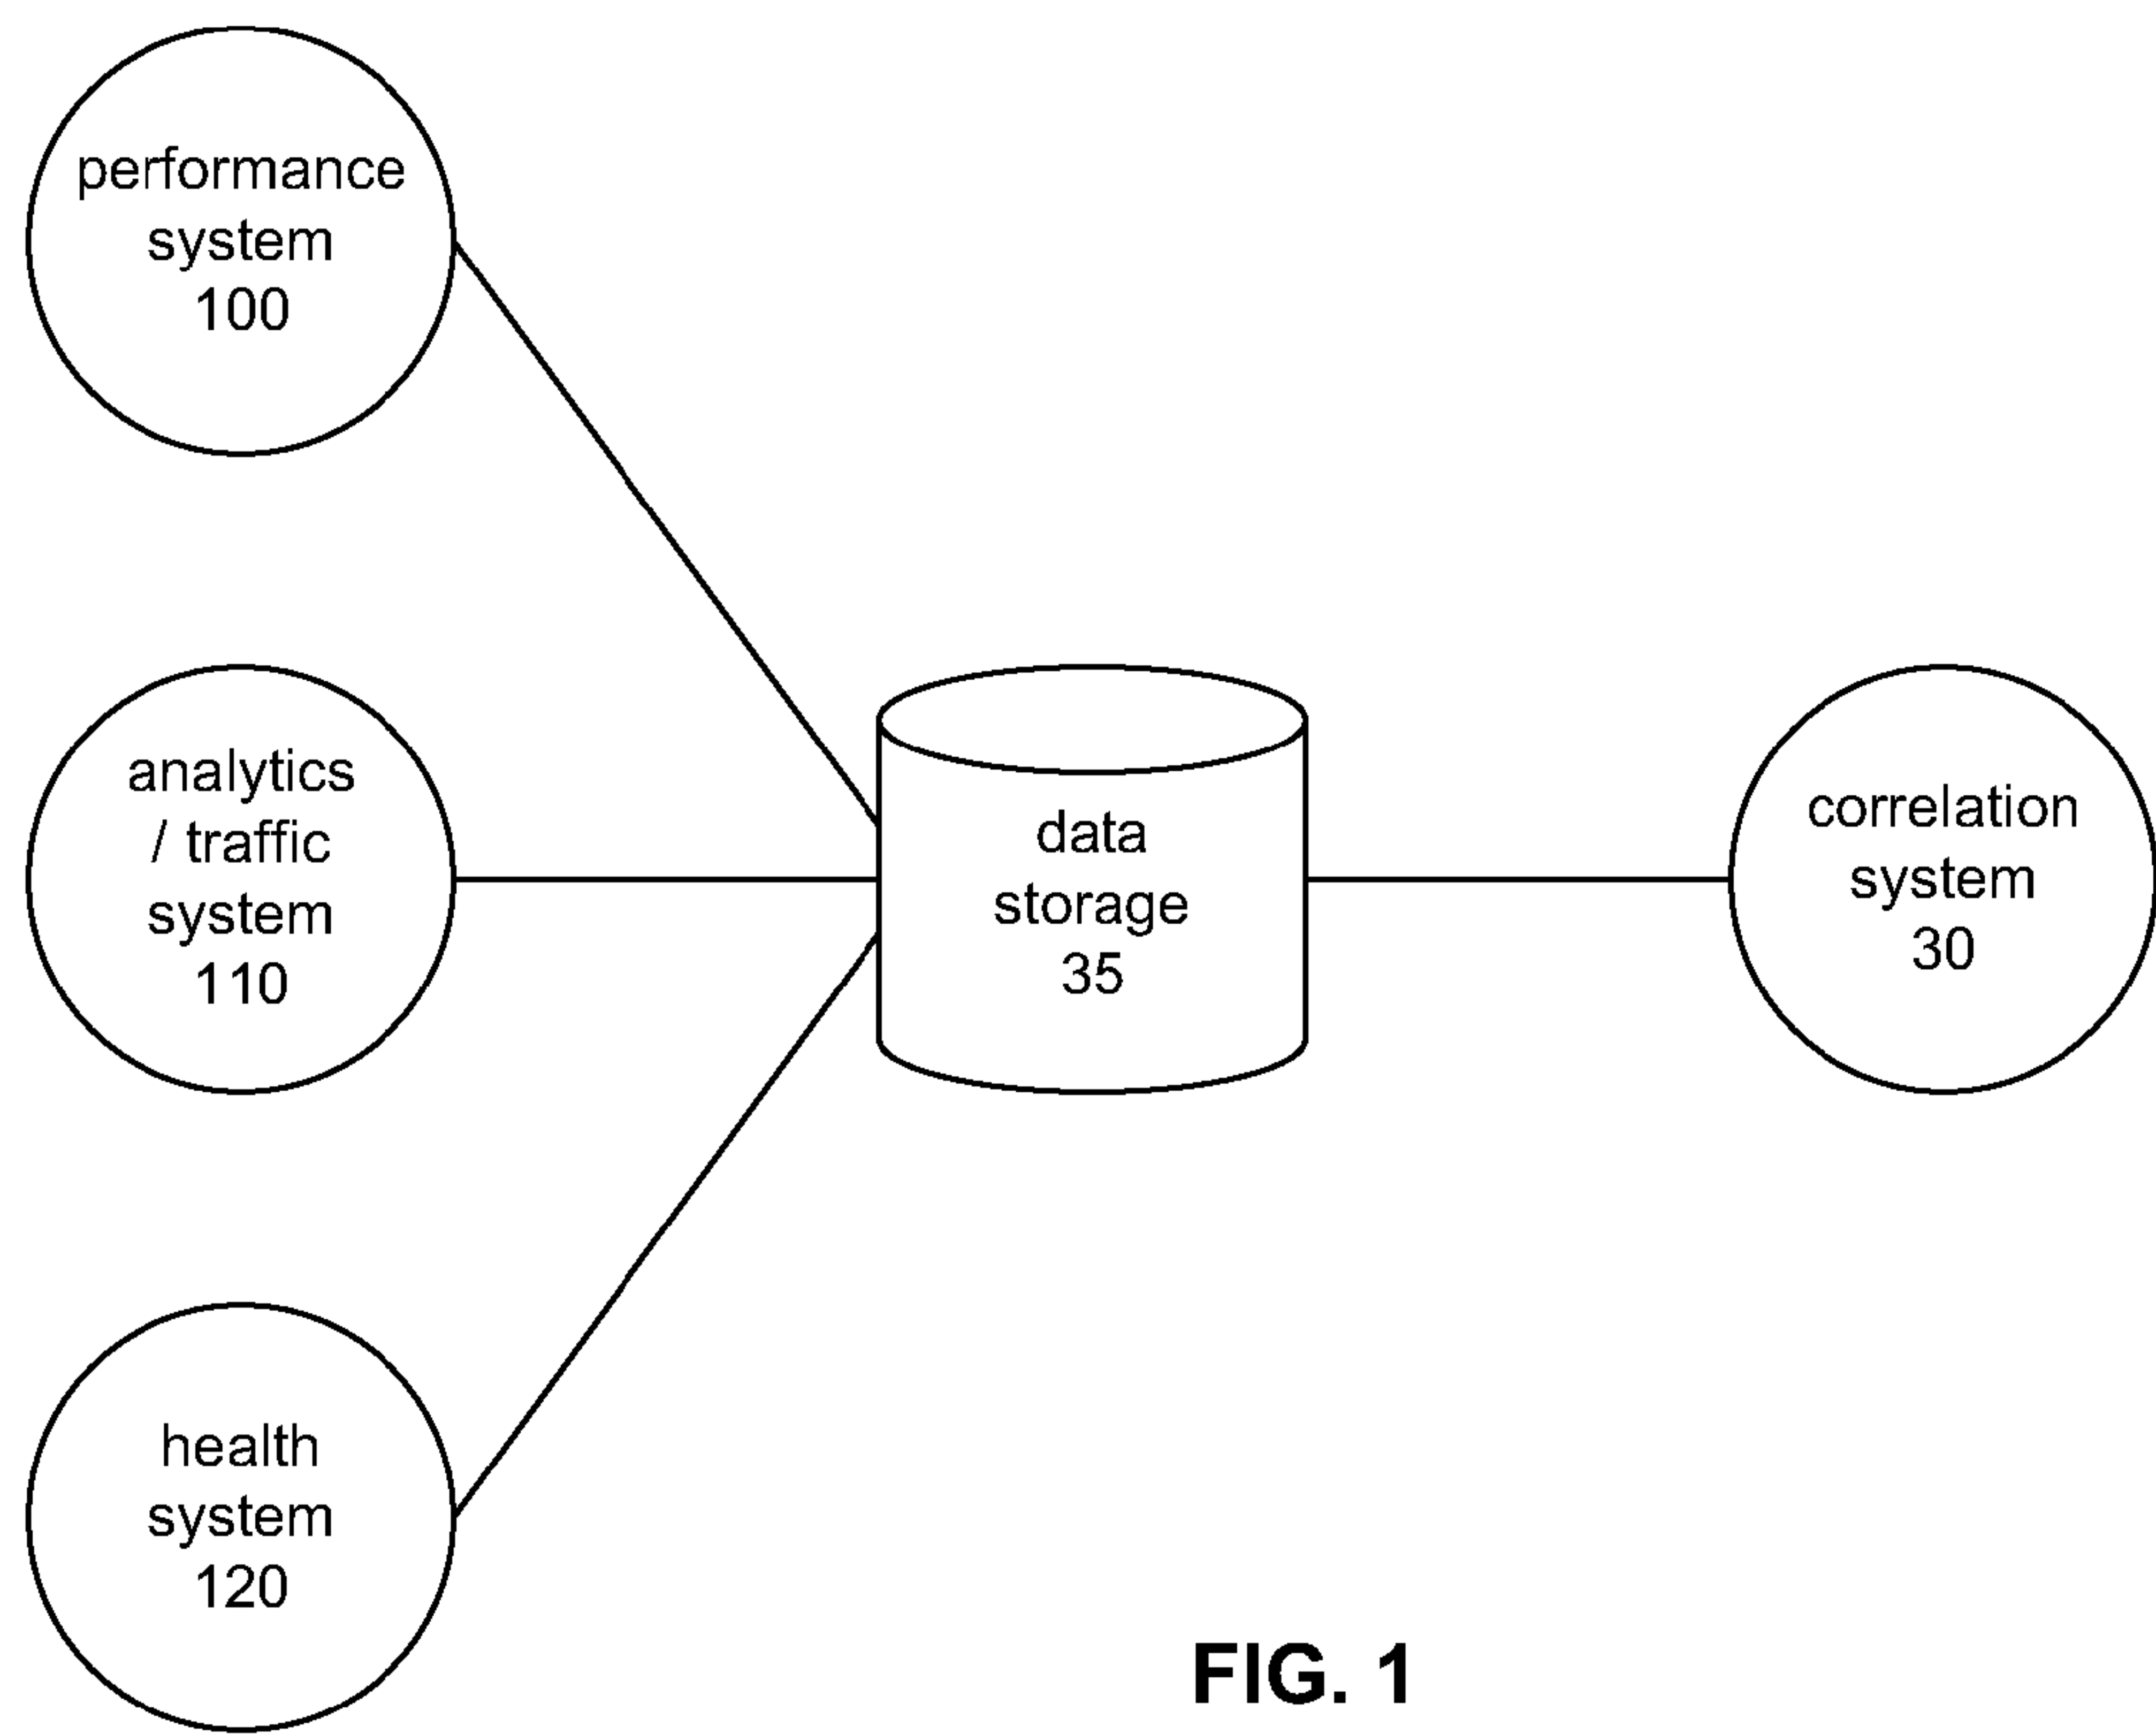 performance
system
100
analytics
/ traffic
system
110
data
storage
35
correlation
system
30
health
system
120
FIG. 1